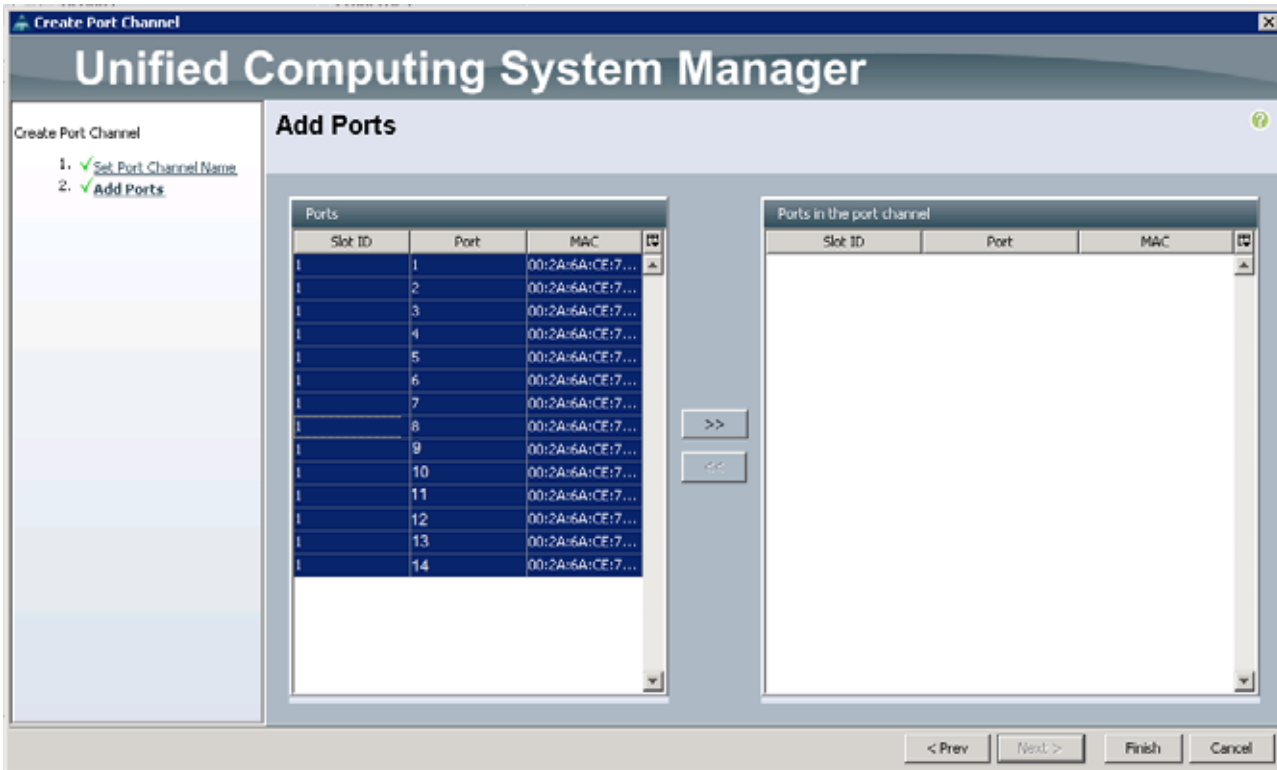 Create Port Channel
Unified Computing System Manager
Create Port Channel
1. Set Port Channel Name
2. Add Ports
Add Ports
Ports
Slot ID Port MAC
1 1 00:2A:6A:CE:7...
1 2 00:2A:6A:CE:7...
1 3 00:2A:6A:CE:7...
1 4 00:2A:6A:CE:7...
1 5 00:2A:6A:CE:7...
1 6 00:2A:6A:CE:7...
1 7 00:2A:6A:CE:7...
1 8 00:2A:6A:CE:7...
1 9 00:2A:6A:CE:7...
1 10 00:2A:6A:CE:7...
1 11 00:2A:6A:CE:7...
1 12 00:2A:6A:CE:7...
1 13 00:2A:6A:CE:7...
1 14 00:2A:6A:CE:7...
>>
<<
Ports in the port channel
Slot ID Port MAC
< Prev Next > Finish Cancel